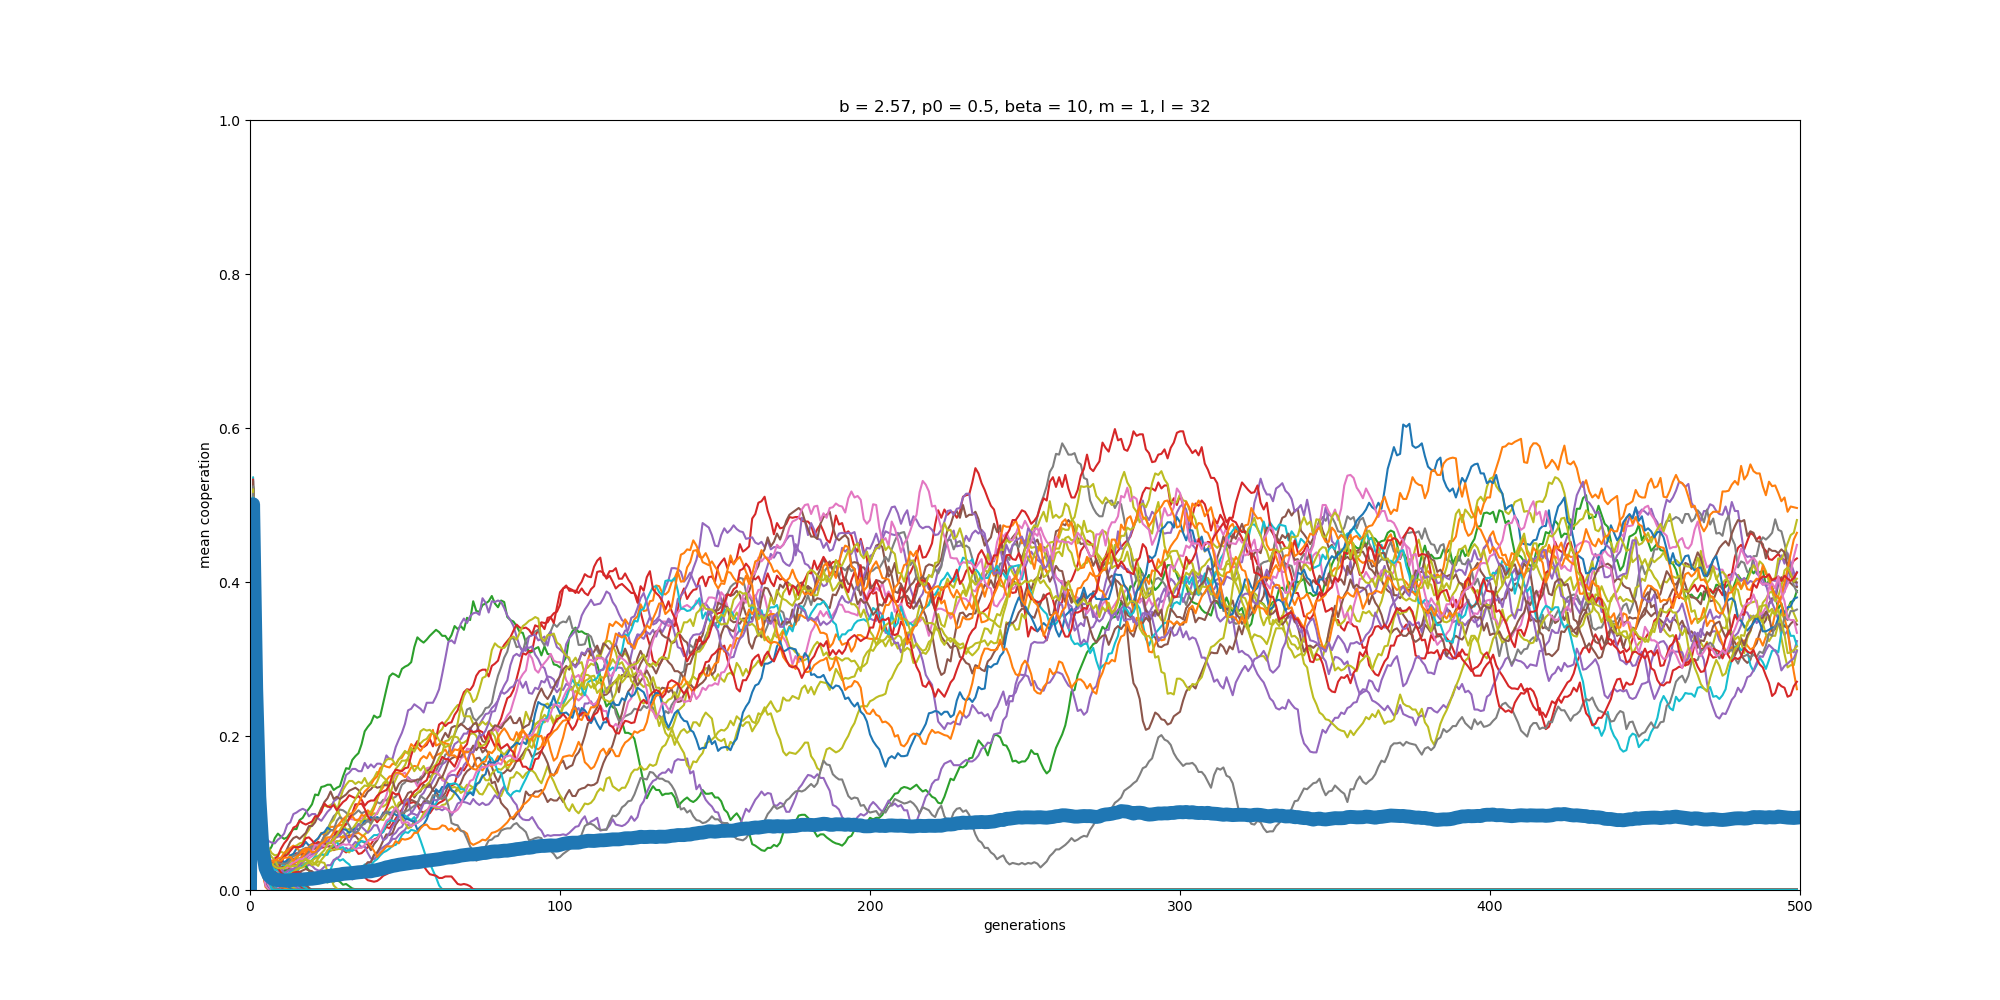 b = 2.57, p0 = 0.5, beta = 10, m = 1, l = 32
1.0
0.8
0.6
0.4
0.2
0.0
mean cooperation
0 100 200 300 400 500
generations